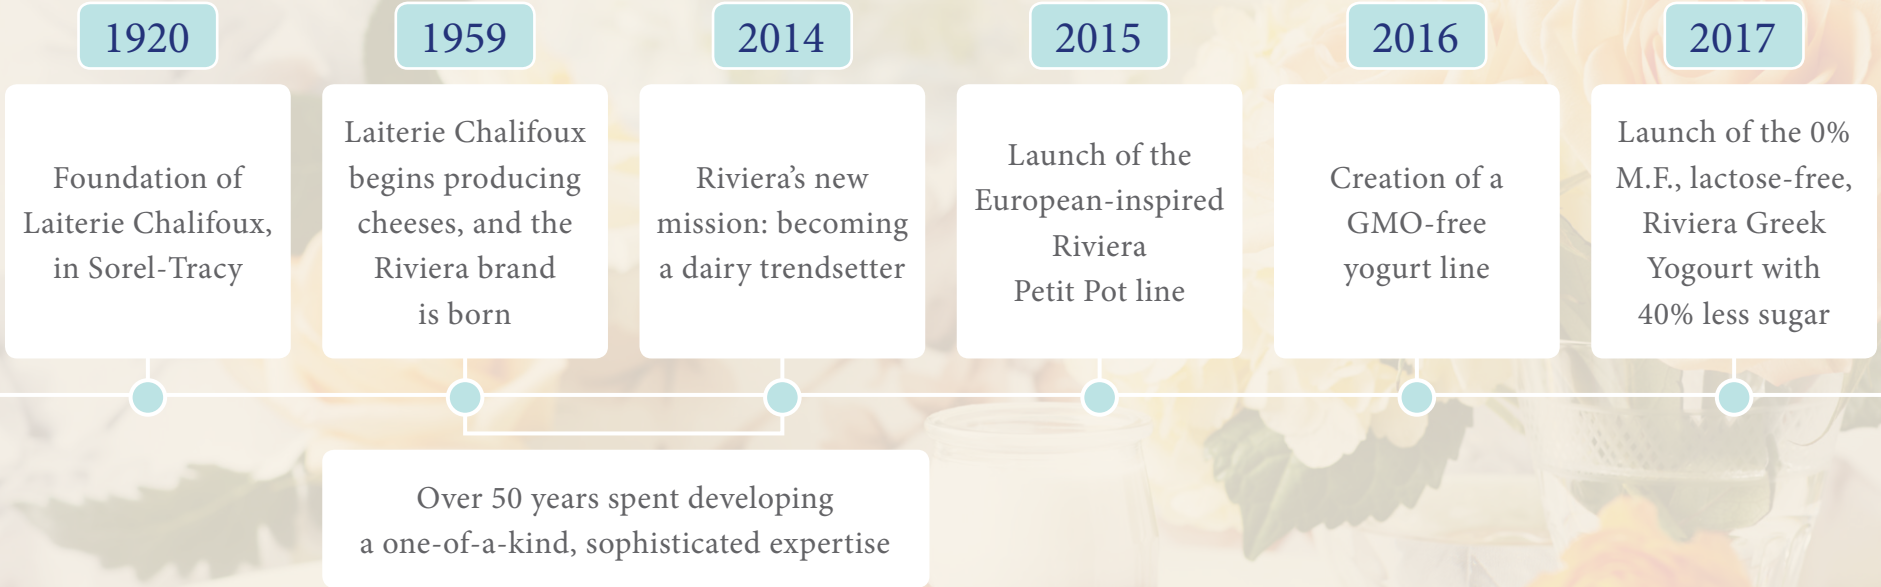 1920
Foundation of
Laiterie Chalifoux,
in Sorel-Tracy
1959
Laiterie Chalifoux
begins producing
cheeses, and the
Riviera brand
is born
2014
Riviera’s new
mission: becoming
a dairy trendsetter
2015
Launch of the
European-inspired
Riviera
Petit Pot line
2016
Creation of a
GMO-free
yogurt line
2017
Launch of the 0%
M.F., lactose-free,
Riviera Greek
Yogourt with
40% less sugar
Over 50 years spent developing
a one-of-a-kind, sophisticated expertise